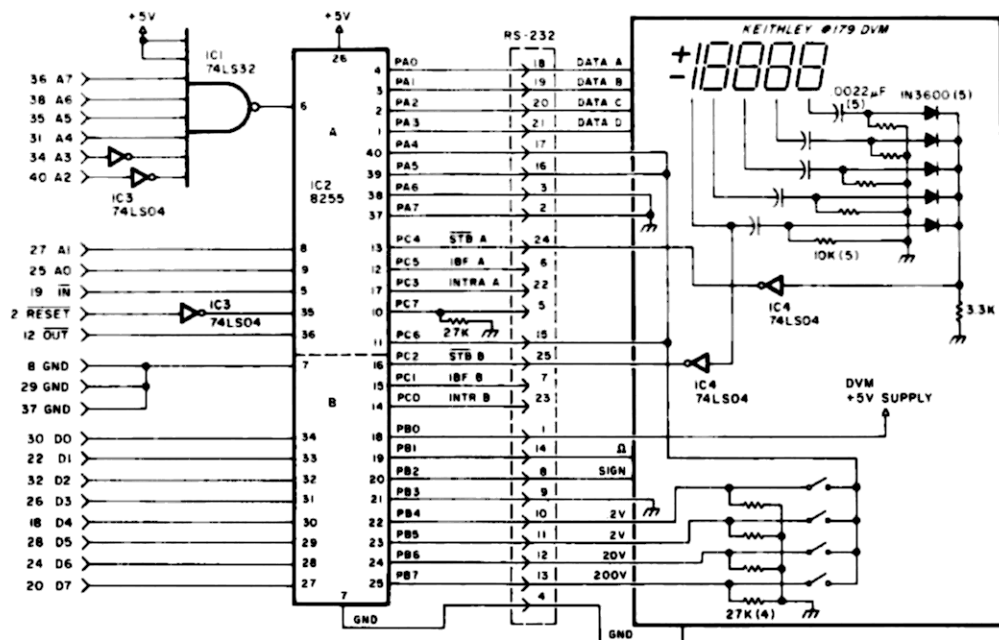 +5V
IC1
74LS32
36 A7
38 A6
35 A5
31 A4
34 A3
40 A2
IC3
74LS04
27 A1
25 A0
19 IN
2 RESET
12 OUT
IC3
74LS04
8 GND
29 GND
37 GND
30 D0
22 D1
32 D2
26 D3
18 D4
28 D5
24 D6
20 D7
+5V
26
6
A
IC2
8255
8
9
5
35
36
7
B
34
33
32
31
30
29
28
27
7
GND
RS-232
4 PA0 18 DATA A
3 PA1 19 DATA B
2 PA2 20 DATA C
1 PA3 21 DATA D
40 PA4 17
39 PA5 16
38 PA6 3
37 PA7 2
13 PC4 STB A 24
12 PC5 IBF A 6
17 PC3 INTRA A 22
10 PC7 5
27K
11 PC6 15
16 PC2 STB B 25
15 PC1 IBF B 7
14 PC0 INTR B 23
18 PB0 1
19 PB1 14 Ω
20 PB2 8 SIGN
21 PB3 9
22 PB4 10 2V
23 PB5 11 2V
24 PB6 12 20V
25 PB7 13 200V
4
GND
KEITHLEY @179 DVM
+18888
−
.0022µF
(5)
IN3600(5)
10K(5)
IC4
74LS04
3.3K
IC4
74LS04
DVM
+5V SUPPLY
27K(4)